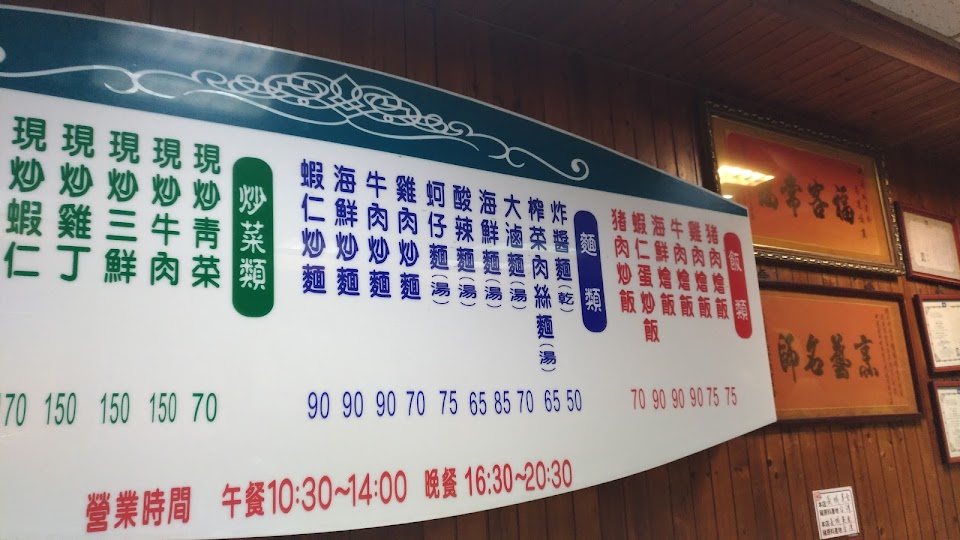 飯類
豬肉燴飯 75
雞肉燴飯 75
牛肉燴飯 90
海鮮燴飯 90
蝦仁蛋炒飯 90
豬肉炒飯 70
麵類
炸醬麵(乾) 50
榨菜肉絲麵(湯) 65
大滷麵(湯) 70
海鮮麵(湯) 85
酸辣麵(湯) 65
蚵仔麵(湯) 75
雞肉炒麵 70
牛肉炒麵 90
海鮮炒麵 90
蝦仁炒麵 90
炒菜類
現炒青菜 70
現炒牛肉 150
現炒三鮮 150
現炒雞丁 150
現炒蝦仁 170
營業時間 午餐10:30~14:00 晚餐 16:30~20:30
福客常滿
烹藝名師